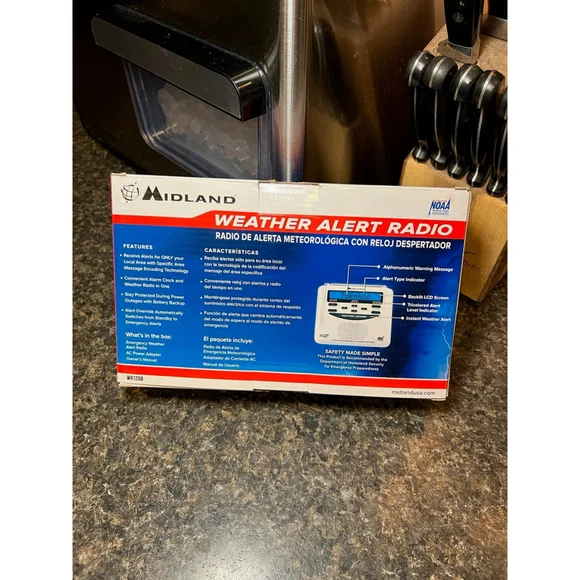 MIDLAND
NOAA
WEATHER ALERT RADIO
RADIO DE ALERTA METEOROLÓGICA CON RELOJ DESPERTADOR
FEATURES
• Receive Alerts for ONLY your
Local Area with Specific Area
Message Encoding Technology
• Convenient Alarm Clock and
Weather Radio in One
• Stay Protected During Power
Outages with Battery Backup
• Alert Override Automatically
Switches from Standby to
Emergency Alerts
What's in the box:
Emergency Weather
Alert Radio
AC Power Adapter
Owner's Manual
WR120B
CARACTERÍSTICAS
• Reciba alertas sólo para su área local
con la tecnología de la codificación del
mensaje del área específica
• Conveniente reloj con alarma y radio
del tiempo en uno
• Manténgase protegido durante cortes del
suministro eléctrico con el sistema de respaldo
• Función de alerta que cambia automáticamente
del modo de espera al modo de alertas de
emergencia
El paquete incluye:
Radio de Alerta de
Emergencia Meteorológica
Adaptador de Corriente AC
Manual de Usuario
Alphanumeric Warning Message
Alert Type Indicator
Backlit LCD Screen
Tricolored Alert
Level Indicator
Instant Weather Alert
TORNADO
MIDLAND
SAFETY MADE SIMPLE
This Product is Recommended by the
Department of Homeland Security
for Emergency Preparedness
midlandusa.com